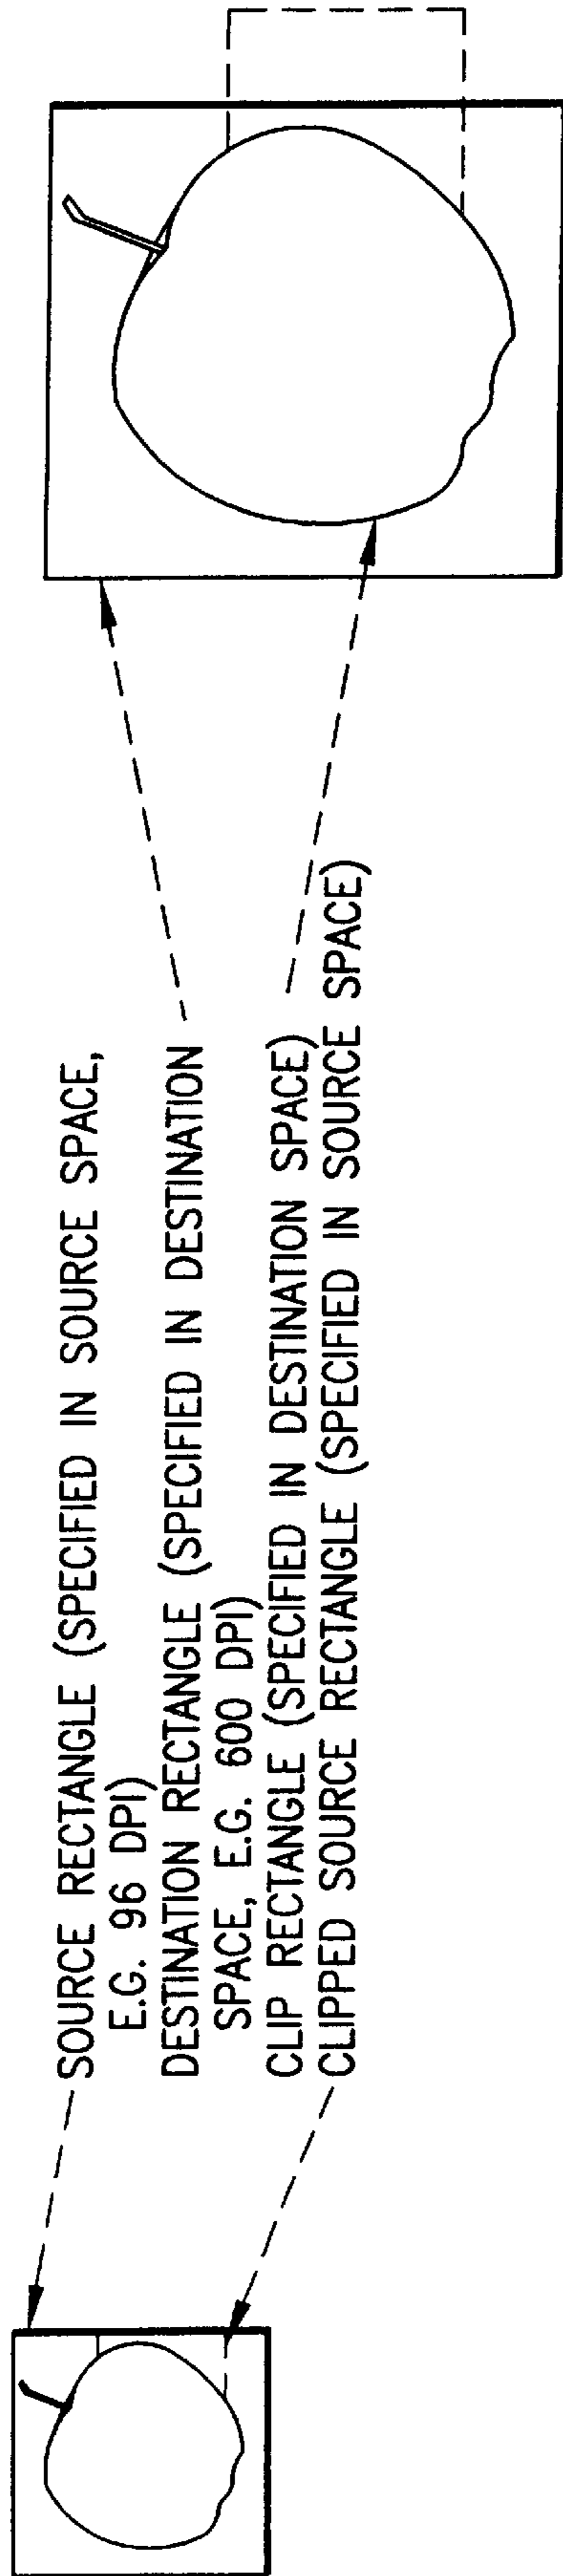 SOURCE RECTANGLE (SPECIFIED IN SOURCE SPACE,
E.G. 96 DPI)
DESTINATION RECTANGLE (SPECIFIED IN DESTINATION
SPACE, E.G. 600 DPI)
CLIP RECTANGLE (SPECIFIED IN DESTINATION SPACE)
CLIPPED SOURCE RECTANGLE (SPECIFIED IN SOURCE SPACE)